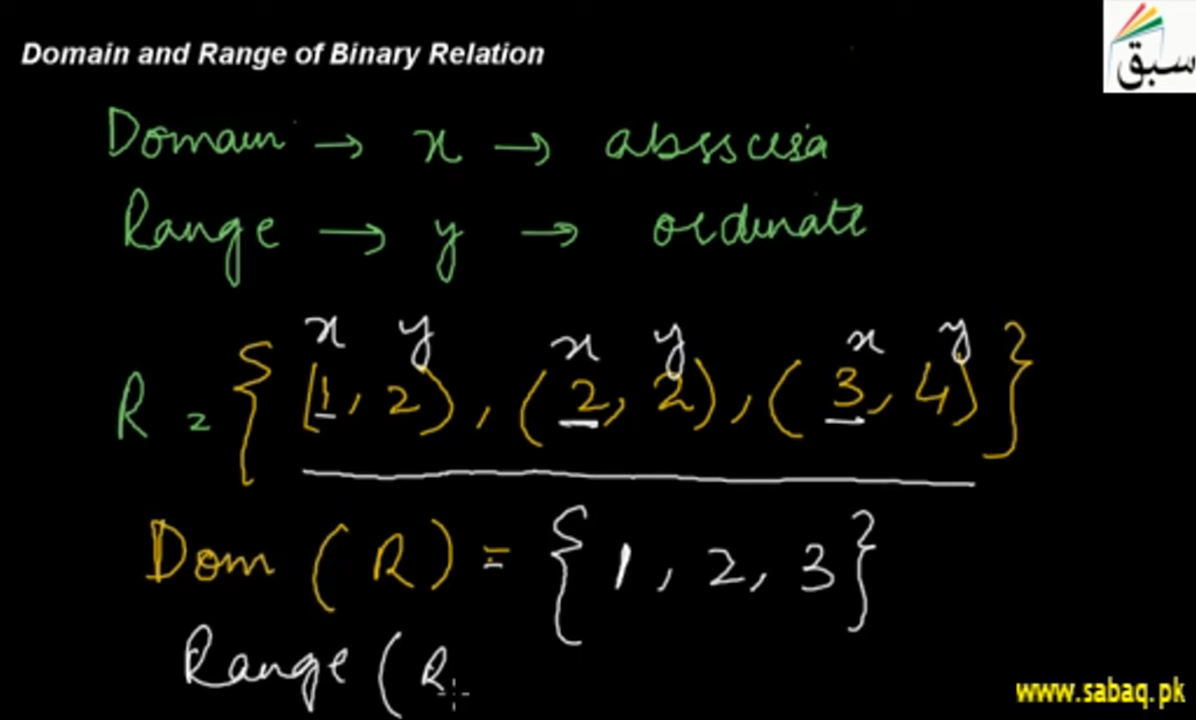 Domain and Range of Binary Relation
سبق
Domain → x → absscisia
Range → y → ordinate
x y x y x y
R = { (1, 2), (2, 2), (3, 4) }
Dom (R) = { 1, 2, 3 }
Range (R
www.sabaq.pk